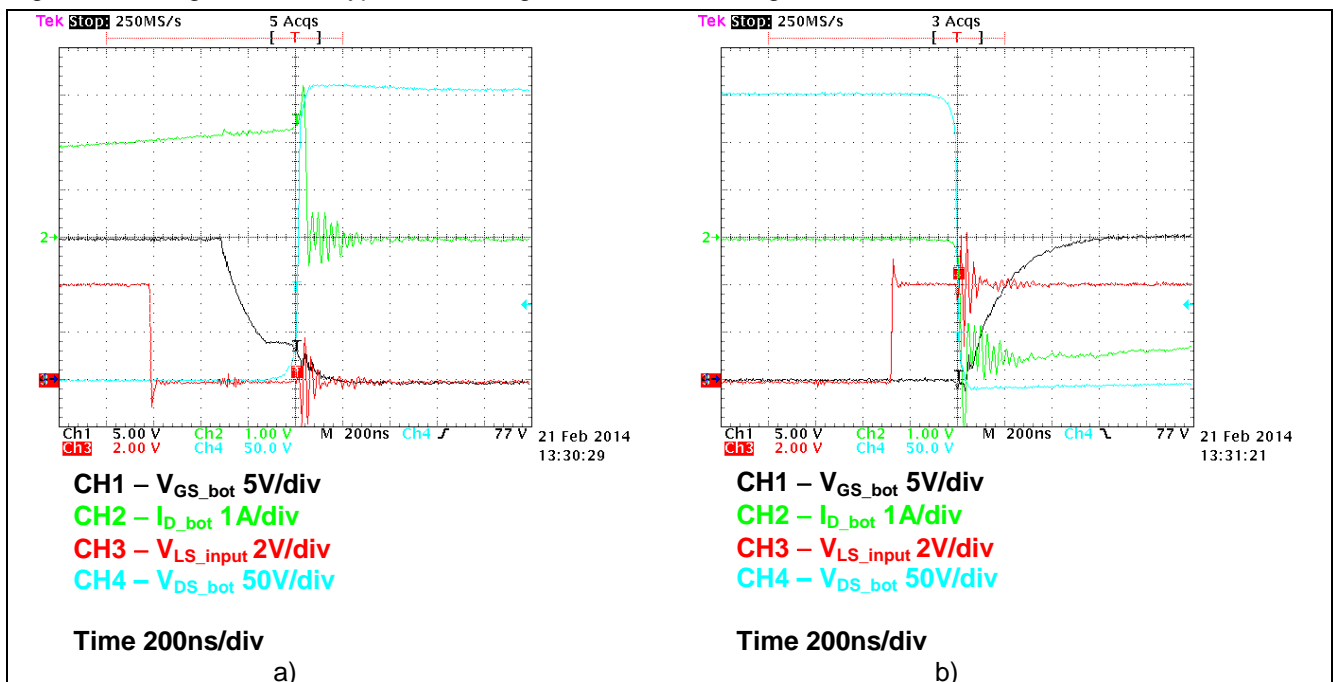 Tek Stop: 250MS/s 5 Acqs
[ T ]
2→
Ch1 5.00 V Ch2 1.00 V M 200ns Ch4 77 V
Ch3 2.00 V Ch4 50.0 V
21 Feb 2014
13:30:29
CH1 – VGS_bot 5V/div
CH2 – ID_bot 1A/div
CH3 – VLS_input 2V/div
CH4 – VDS_bot 50V/div
Time 200ns/div
a)
Tek Stop: 250MS/s 3 Acqs
[ T ]
2→
Ch1 5.00 V Ch2 1.00 V M 200ns Ch4 77 V
Ch3 2.00 V Ch4 50.0 V
21 Feb 2014
13:31:21
CH1 – VGS_bot 5V/div
CH2 – ID_bot 1A/div
CH3 – VLS_input 2V/div
CH4 – VDS_bot 50V/div
Time 200ns/div
b)